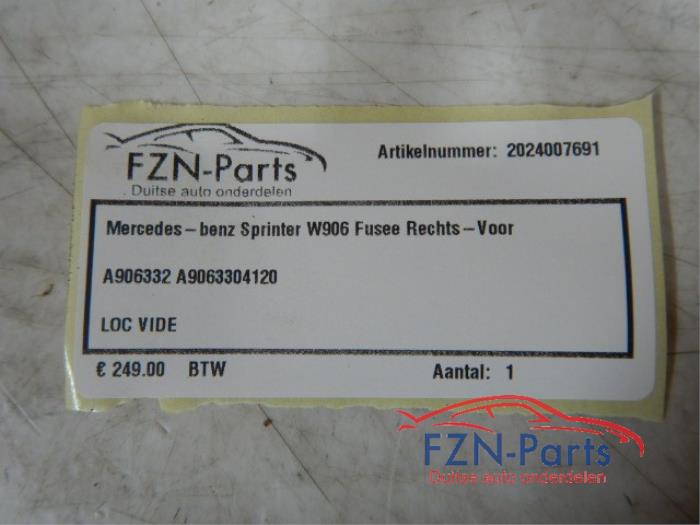 FZN-Parts
Duitse auto onderdelen
Artikelnummer: 2024007691
Mercedes-benz Sprinter W906 Fusee Rechts-Voor
A906332 A9063304120
LOC VIDE
€ 249.00 BTW
Aantal: 1
FZN-Parts
Duitse auto onderdelen